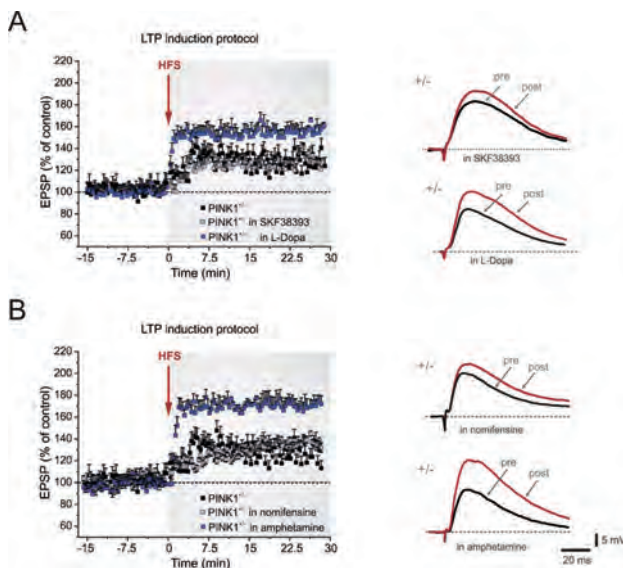 A
LTP induction protocol
HFS
EPSP (% of control)
220
200
180
160
140
120
100
80
60
PINK1+/-
PINK1+/- in SKF38393
PINK1+/- in L-Dopa
-15 -7.5 0 7.5 15 22.5 30
Time (min)
+/-
pre
post
in SKF38393
+/-
pre
post
in L-Dopa
B
LTP induction protocol
HFS
EPSP (% of control)
220
200
180
160
140
120
100
80
60
PINK1+/-
PINK1+/- in nomifensine
PINK1+/- in amphetamine
-15 -7.5 0 7.5 15 22.5 30
Time (min)
+/-
pre
post
in nomifensine
+/-
pre
post
in amphetamine
5 mV
20 ms